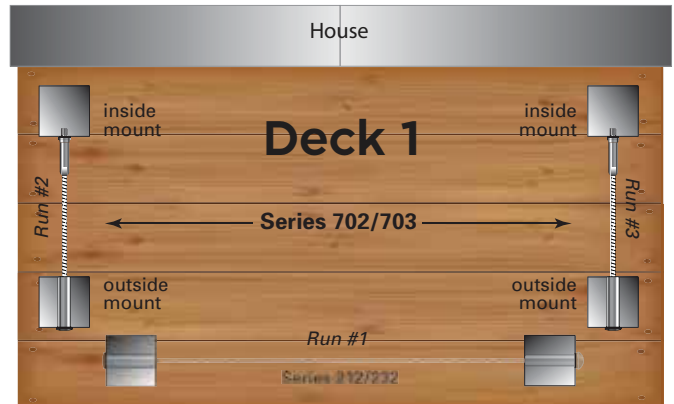 House
inside
mount
Deck 1
inside
mount
Run #2
Series 702/703
Run #3
outside
mount
outside
mount
Run #1
Series 212/232